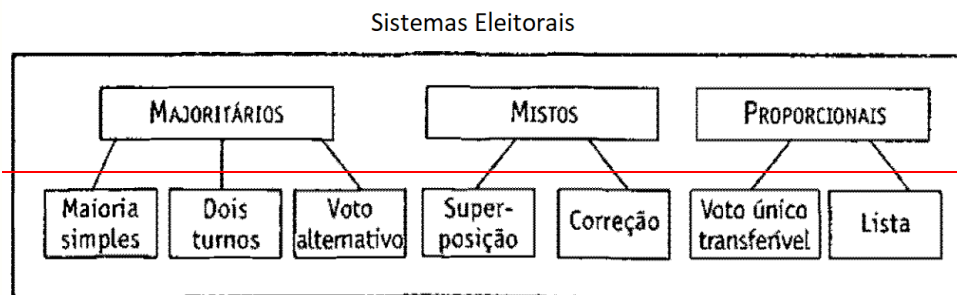 Sistemas Eleitorais
MAJORITÁRIOS
MISTOS
PROPORCIONAIS
Maioria
simples
Dois
turnos
Voto
alternativo
Super-
posição
Correção
Voto único
transferível
Lista